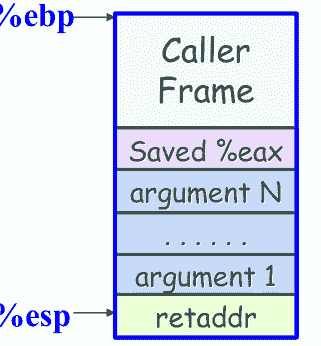 %ebp
Caller
Frame
Saved %eax
argument N
. . . . . .
argument 1
%esp
retaddr